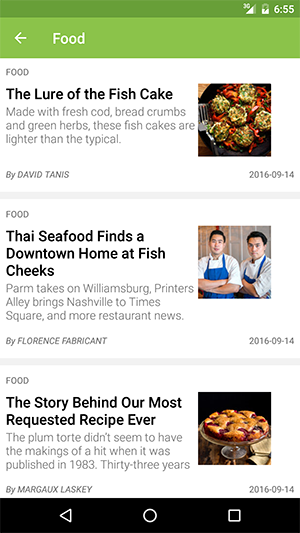 3G 6:55
Food
FOOD
The Lure of the Fish Cake
Made with fresh cod, bread crumbs
and green herbs, these fish cakes are
lighter than the typical.
By DAVID TANIS 2016-09-14
FOOD
Thai Seafood Finds a
Downtown Home at Fish
Cheeks
Parm takes on Williamsburg, Printers
Alley brings Nashville to Times
Square, and more restaurant news.
By FLORENCE FABRICANT 2016-09-14
FOOD
The Story Behind Our Most
Requested Recipe Ever
The plum torte didn't seem to have
the makings of a hit when it was
published in 1983. Thirty-three years
By MARGAUX LASKEY 2016-09-14